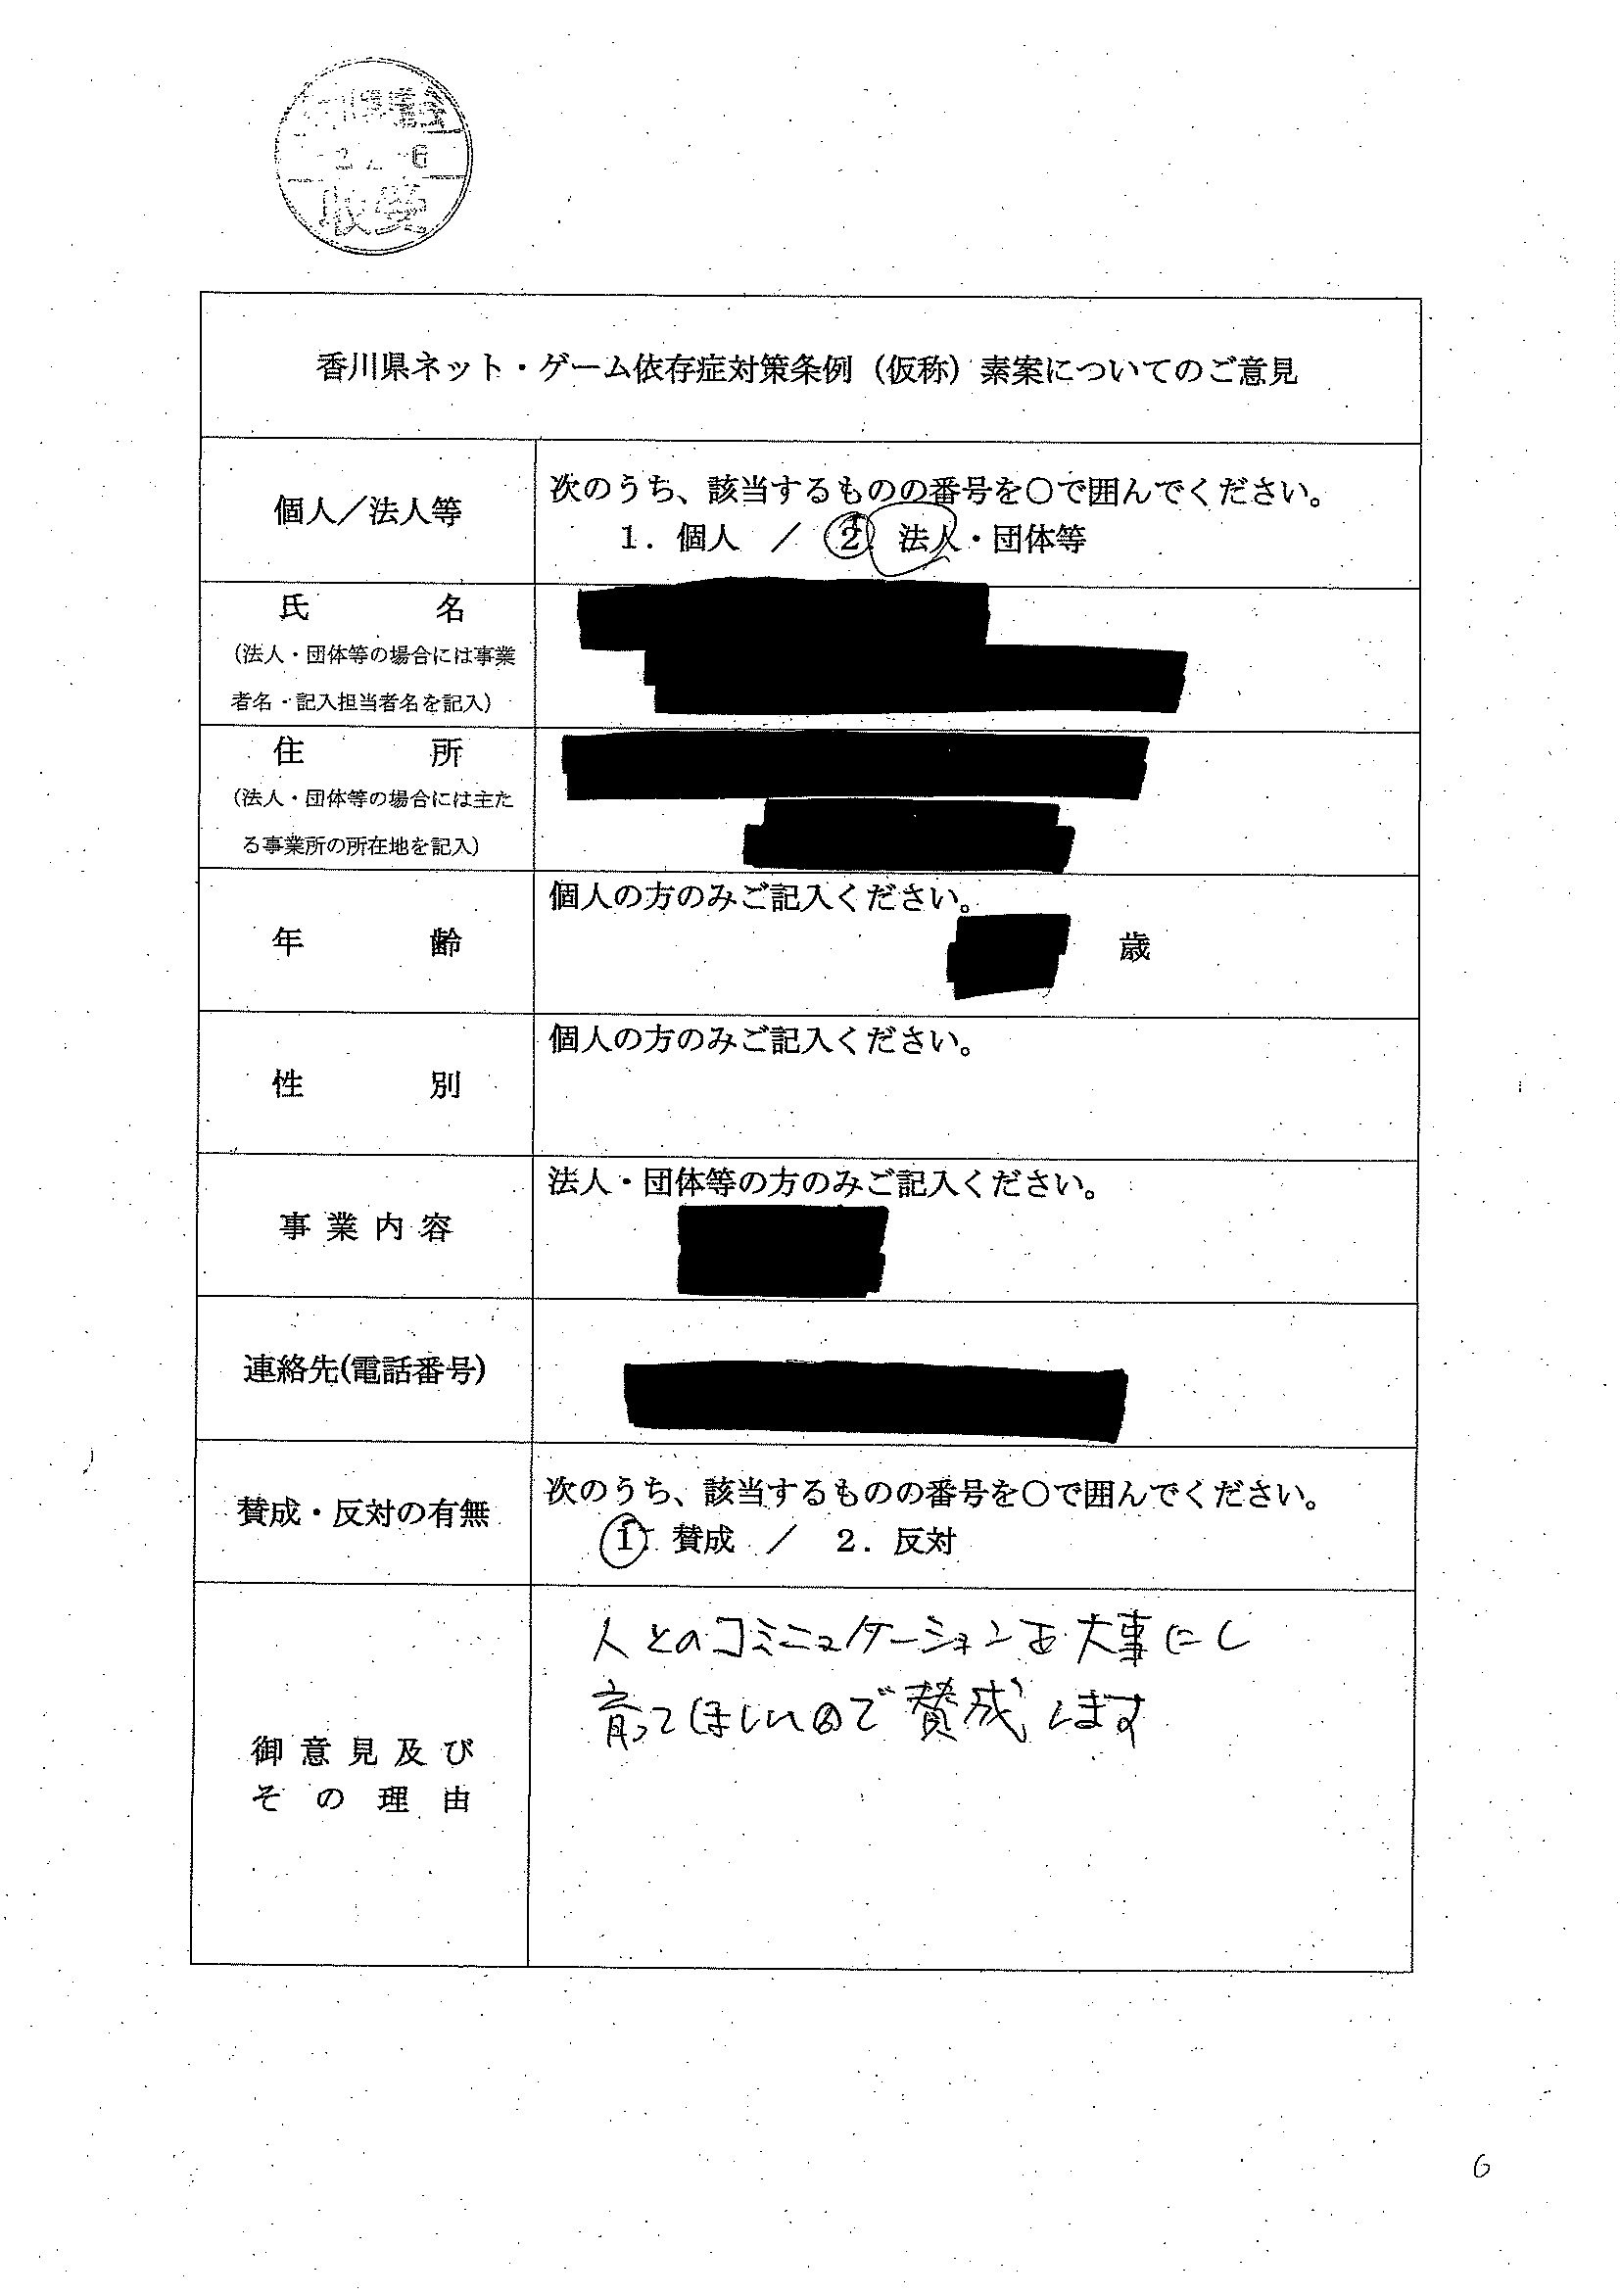 2. 6
収受
香川県ネット・ゲーム依存症対策条例（仮称）素案についてのご意見
個人／法人等
次のうち、該当するものの番号を〇で囲んでください。
1. 個人 ／ 2. 法人・団体等
氏名
（法人・団体等の場合には事業
者名・記入担当者名を記入）
住所
（法人・団体等の場合には主た
る事業所の所在地を記入）
年齢
個人の方のみご記入ください。
歳
性別
個人の方のみご記入ください。
事業内容
法人・団体等の方のみご記入ください。
連絡先(電話番号)
賛成・反対の有無
次のうち、該当するものの番号を〇で囲んでください。
1. 賛成 ／ 2. 反対
御意見及び
その理由
人とのコミニュケーションを大事にし
育ってほしいので賛成します
6